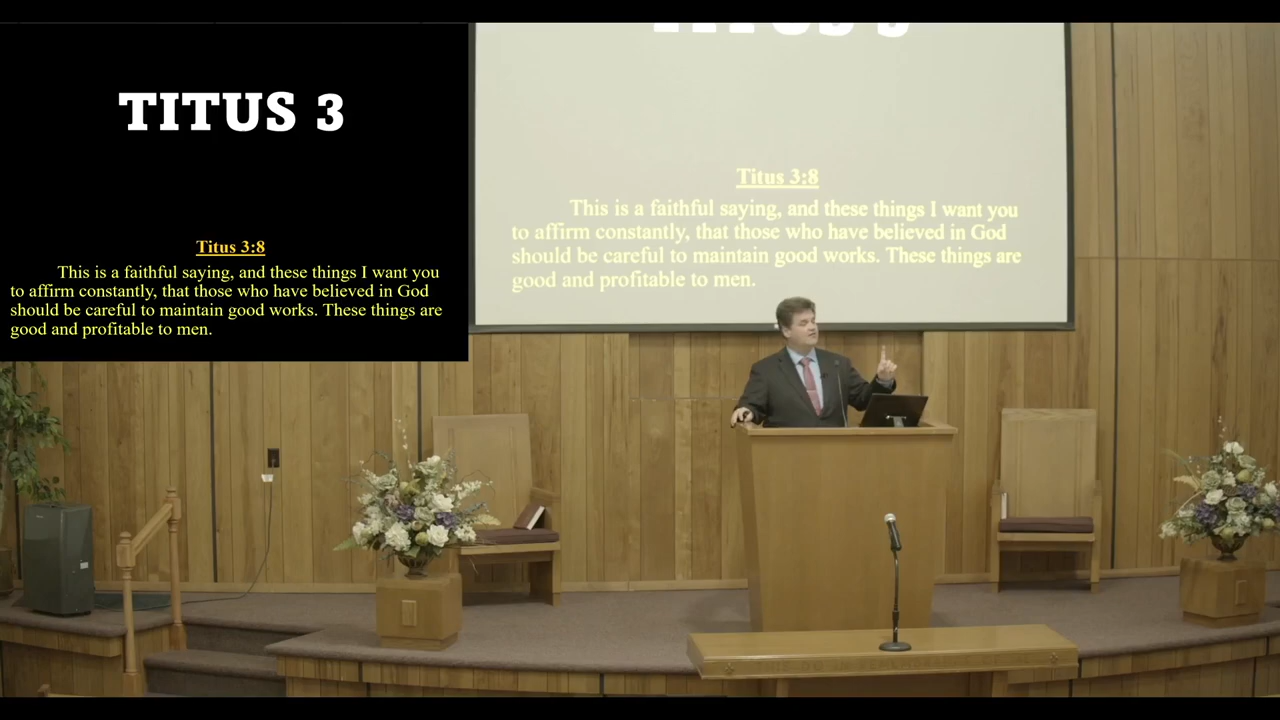 TITUS 3
Titus 3:8
This is a faithful saying, and these things I want you
to affirm constantly, that those who have believed in God
should be careful to maintain good works. These things are
good and profitable to men.
Titus 3:8
This is a faithful saying, and these things I want you
to affirm constantly, that those who have believed in God
should be careful to maintain good works. These things are
good and profitable to men.